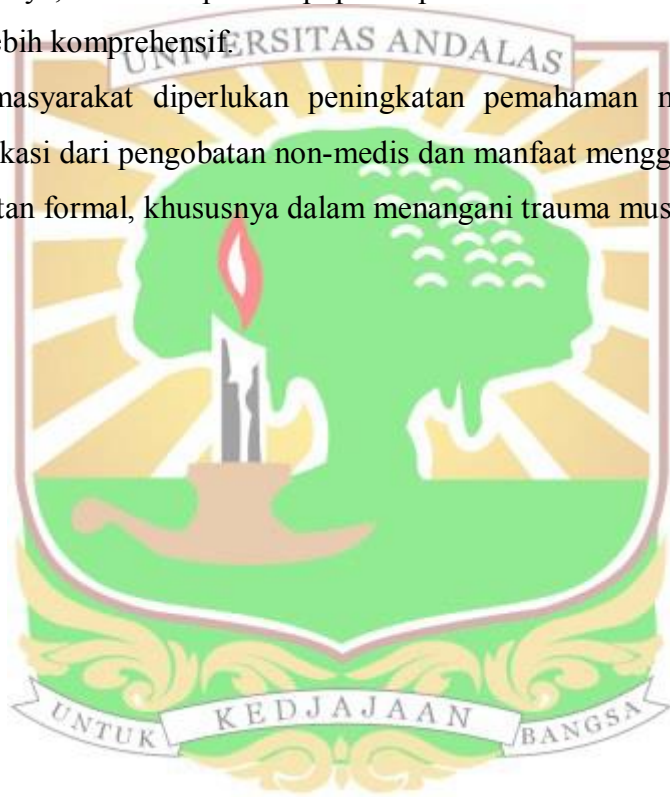 ebih komprehensif.
UNIVERSITAS ANDALAS
masyarakat diperlukan peningkatan pemahaman
kasi dari pengobatan non-medis dan manfaat mengg
tan formal, khususnya dalam menangani trauma mus
UNTUK KEDJAJAAN BANGSA